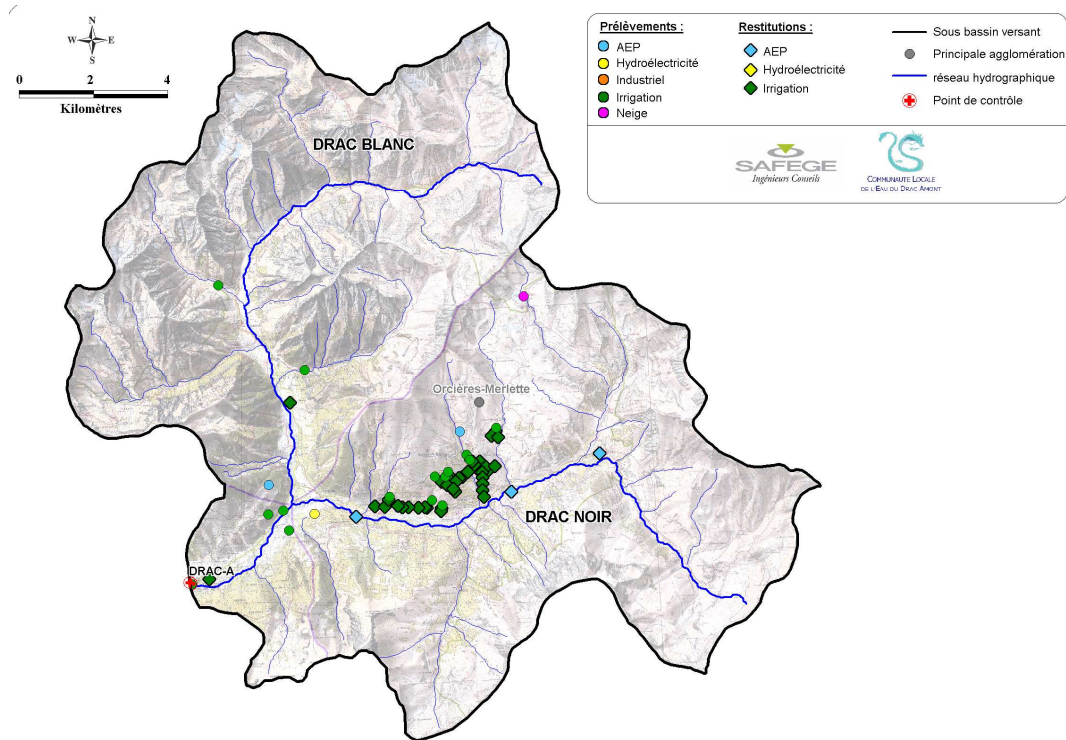 N
W E
S
0 2 4
Kilomètres
Prélèvements :
AEP
Hydroélectricité
Industriel
Irrigation
Neige
Restitutions :
AEP
Hydroélectricité
Irrigation
Sous bassin versant
Principale agglomération
réseau hydrographique
Point de contrôle
SAFEGE
Ingénieurs Conseils
COMMUNAUTE LOCALE
DE L'EAU DU DRAC AMONT
DRAC BLANC
Orcières-Merlette
DRAC NOIR
DRAC-A